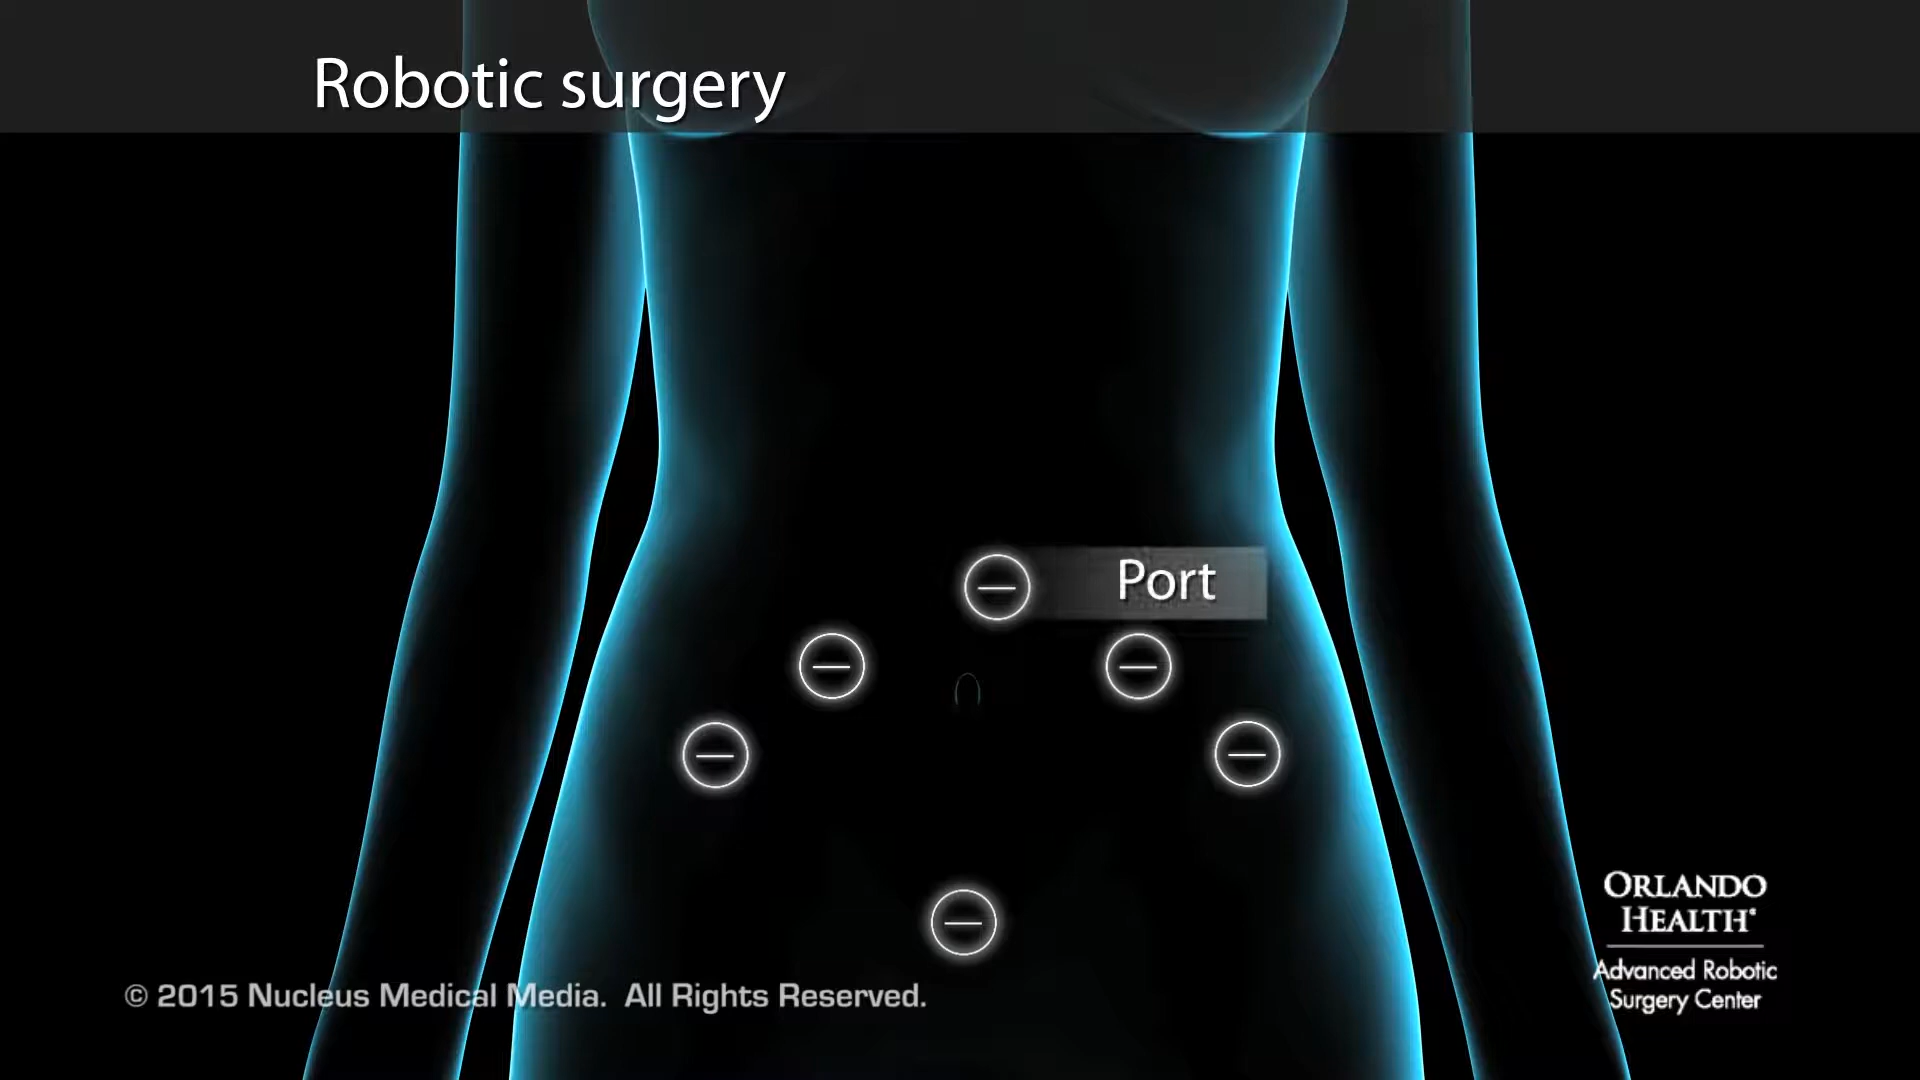 Robotic surgery
Port
ORLANDO
HEALTH®
Advanced Robotic
Surgery Center
© 2015 Nucleus Medical Media. All Rights Reserved.